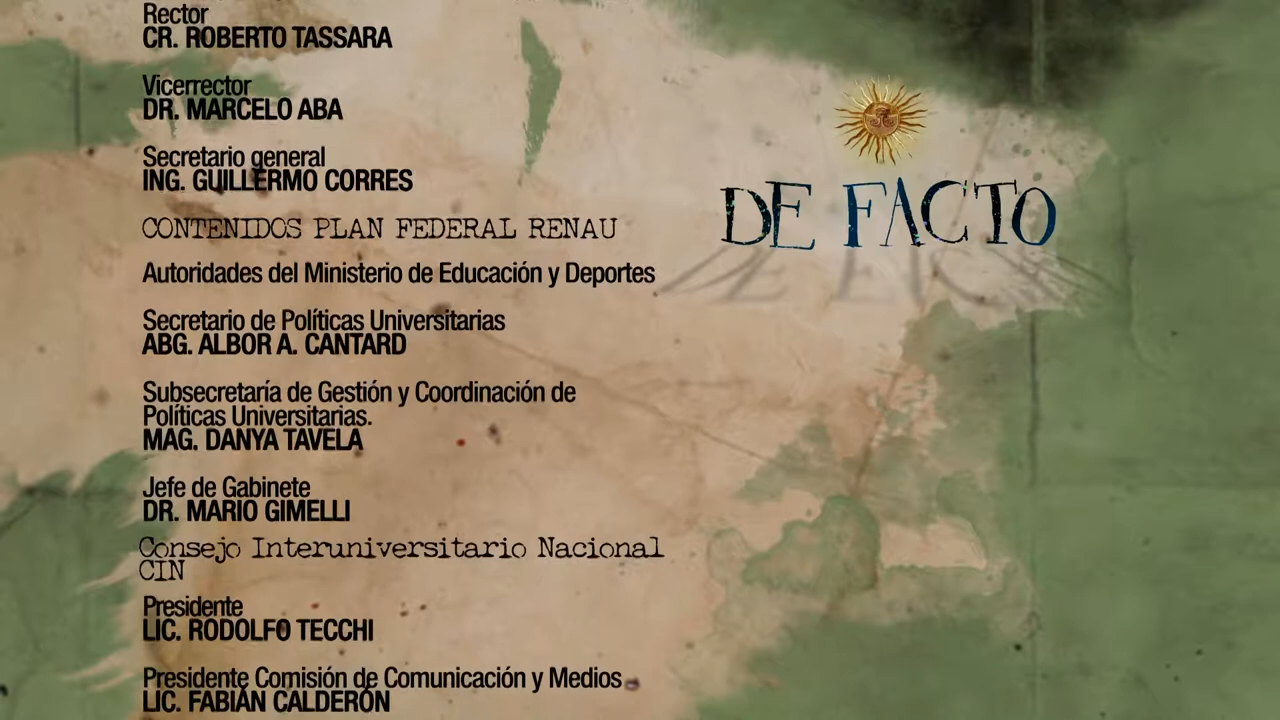 Rector
CR. ROBERTO TASSARA
Vicerrector
DR. MARCELO ABA
Secretario general
ING. GUILLERMO CORRES
CONTENIDOS PLAN FEDERAL RENAU
Autoridades del Ministerio de Educación y Deportes
Secretario de Políticas Universitarias
ABG. ALBOR A. CANTARD
Subsecretaría de Gestión y Coordinación de
Políticas Universitarias.
MAG. DANYA TAVELA
Jefe de Gabinete
DR. MARIO GIMELLI
Consejo Interuniversitario Nacional
CIN
Presidente
LIC. RODOLFO TECCHI
Presidente Comisión de Comunicación y Medios
LIC. FABIÁN CALDERÓN
DE FACTO